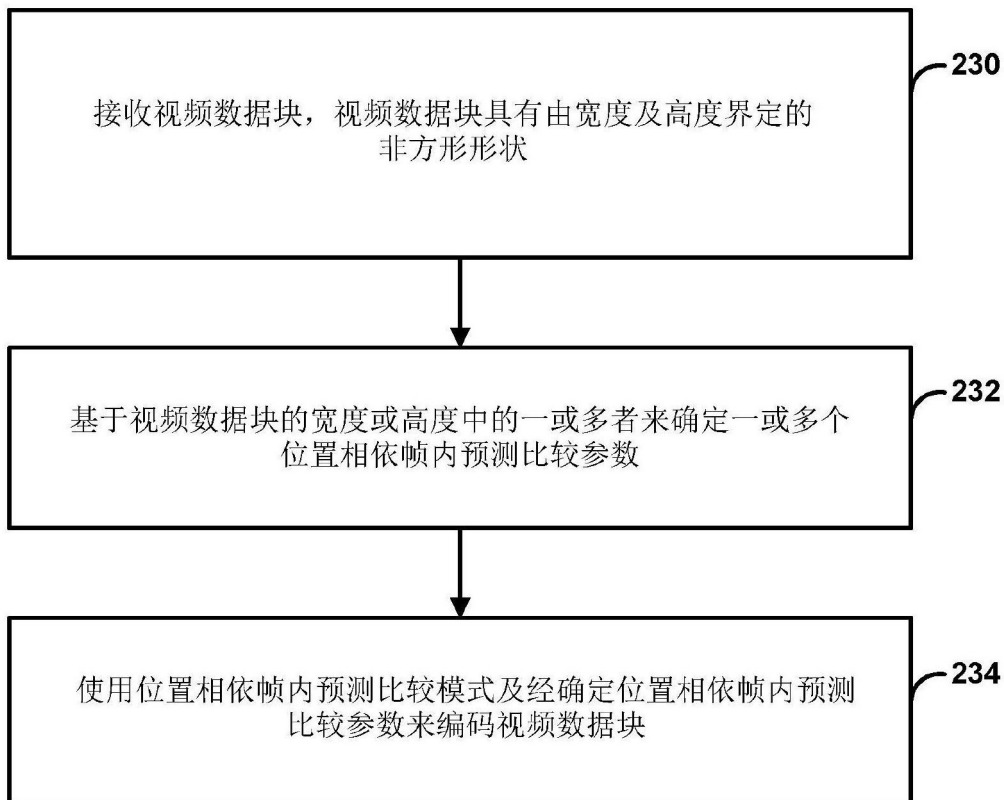 接收视频数据块，视频数据块具有由宽度及高度界定的
非方形形状
230
基于视频数据块的宽度或高度中的一或多者来确定一或多个
位置相依帧内预测比较参数
232
使用位置相依帧内预测比较模式及经确定位置相依帧内预测
比较参数来编码视频数据块
234